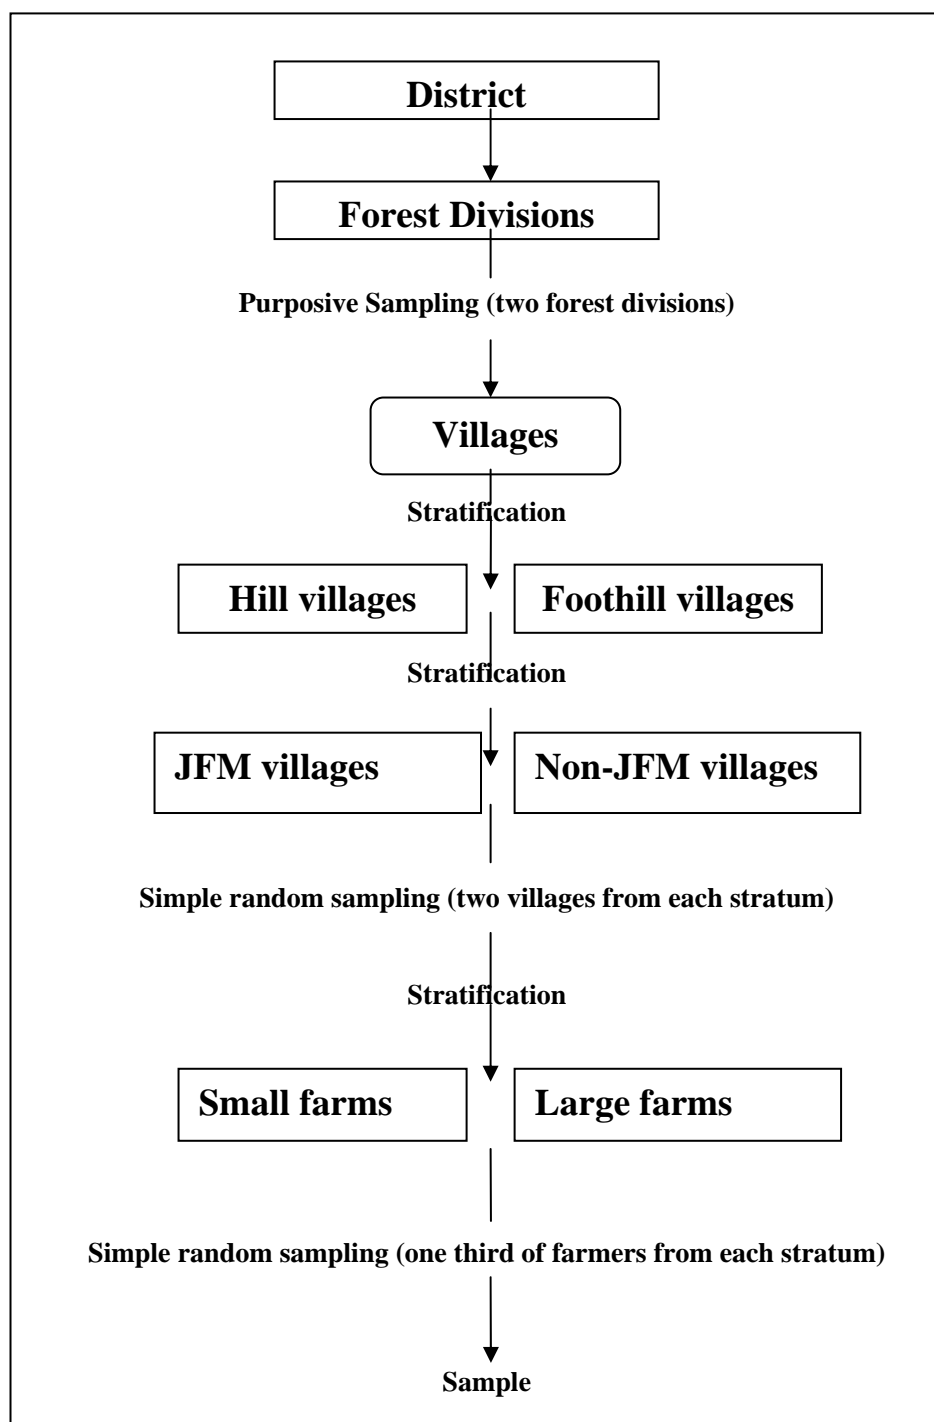 District
Forest Divisions
Purposive Sampling (two forest divisions)
Villages
Stratification
Hill villages
Foothill villages
Stratification
JFM villages
Non-JFM villages
Simple random sampling (two villages from each stratum)
Stratification
Small farms
Large farms
Simple random sampling (one third of farmers from each stratum)
Sample